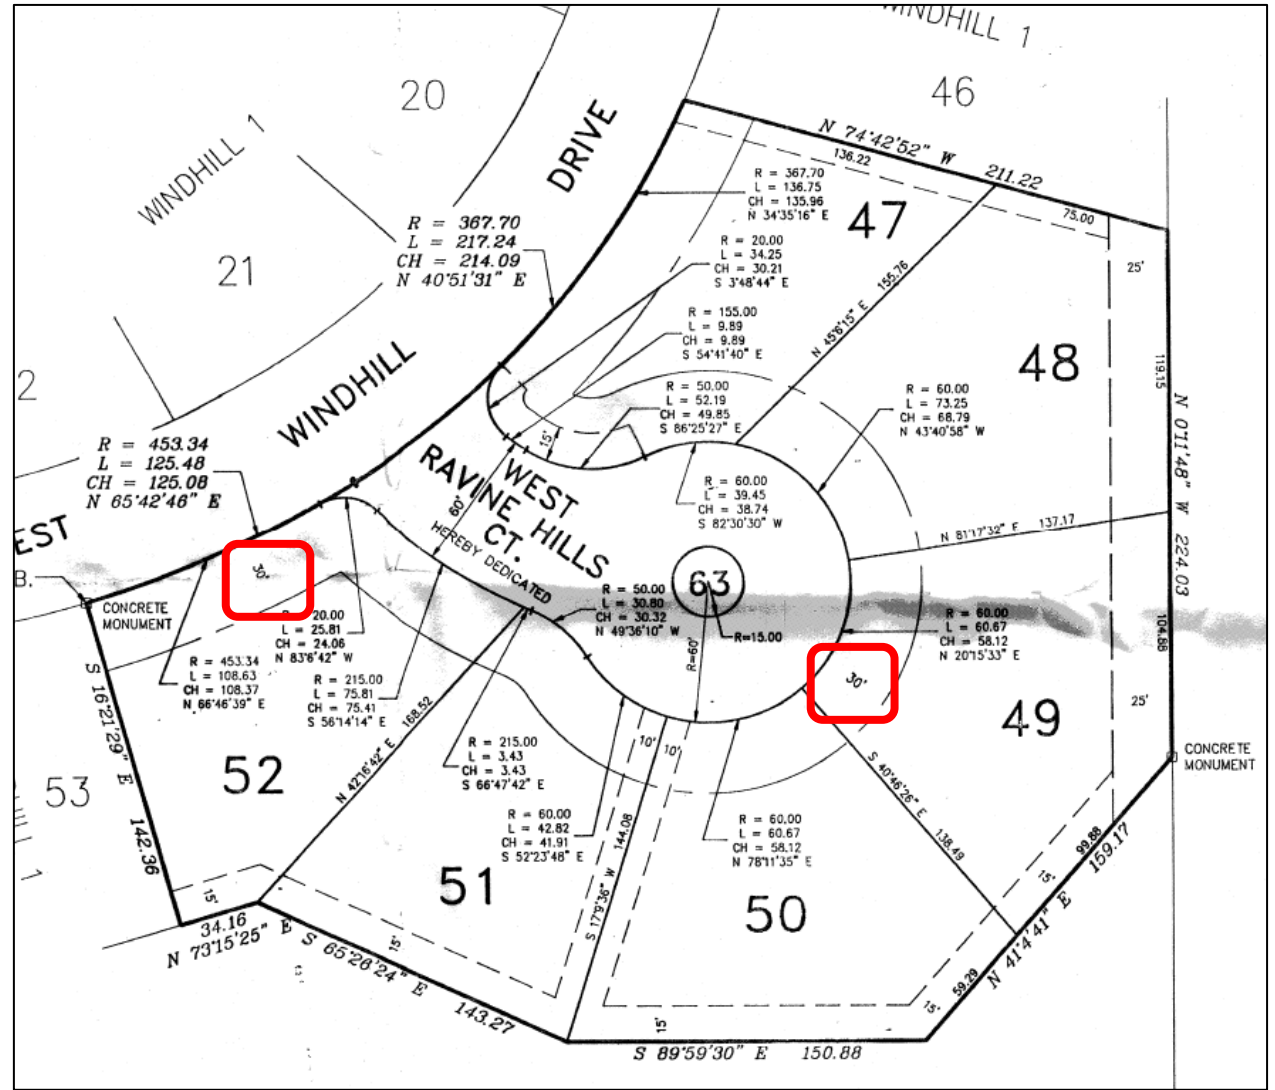 WINDHILL 1
20
46
WINDHILL 1
DRIVE
N 74°42'52" W
211.22
136.22
75.00
R = 367.70
L = 136.75
CH = 135.96
N 34°35'16" E
47
25'
R = 367.70
L = 217.24
CH = 214.09
N 40°51'31" E
R = 20.00
L = 34.25
CH = 30.21
S 3°48'44" E
21
N 45°6'15" E 155.76
R = 155.00
L = 9.89
CH = 9.89
S 54°41'40" E
48
119.15
2
WINDHILL
R = 50.00
L = 52.19
CH = 49.85
S 86°25'27" E
R = 60.00
L = 73.25
CH = 68.79
N 43°40'58" W
N 0°11'48" W 224.03
R = 453.34
L = 125.48
CH = 125.08
N 65°42'46" E
15'
60'
WEST
RAVINE HILLS
CT.
HEREBY DEDICATED
R = 60.00
L = 39.45
CH = 38.74
S 82°30'30" W
N 81°17'32" E 137.17
EST
B.
30'
CONCRETE
MONUMENT
63
R=15.00
R=60'
R = 50.00
L = 30.80
CH = 30.32
N 49°36'10" W
R = 60.00
L = 60.67
CH = 58.12
N 20°15'33" E
104.88
R = 20.00
L = 25.81
CH = 24.06
N 83°6'42" W
R = 453.34
L = 108.63
CH = 108.37
N 66°46'39" E
R = 215.00
L = 75.81
CH = 75.41
S 56°14'14" E
30'
49
25'
S 16°21'29" E
142.36
N 42°16'42" E 168.52
R = 215.00
L = 3.43
CH = 3.43
S 66°47'42" E
10'
10'
S 40°46'26" E 138.49
CONCRETE
MONUMENT
53
52
R = 60.00
L = 42.82
CH = 41.91
S 52°23'48" E
R = 60.00
L = 60.67
CH = 58.12
N 78°11'35" E
S 17°9'36" W 144.08
99.88
159.17
1
51
50
15'
15'
15'
34.16
N 73°15'25" E
S 65°26'24" E 143.27
59.29
N 41°4'41" E
15'
15'
S 89°59'30" E 150.88